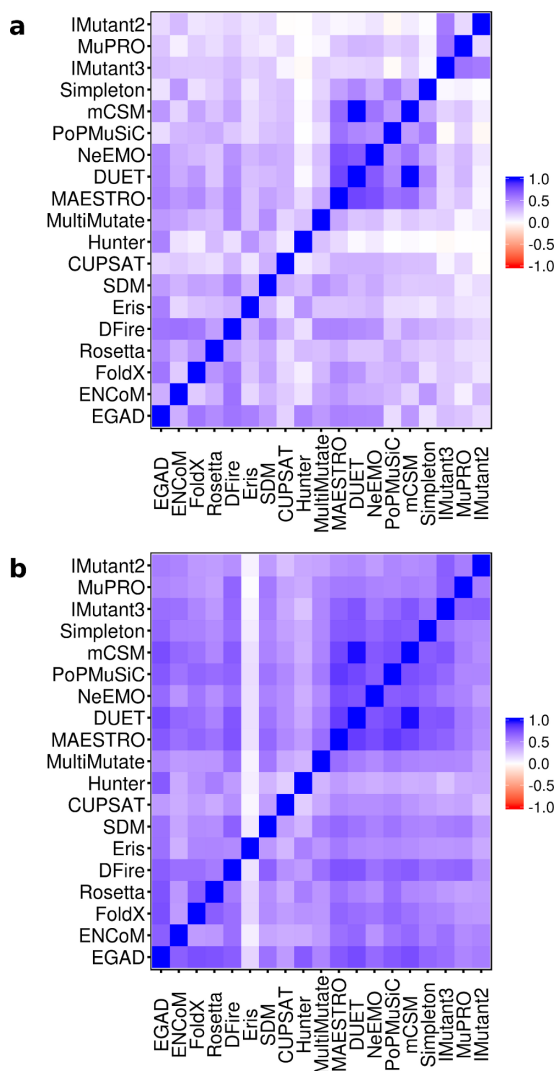 a
IMutant2
MuPRO
IMutant3
Simpleton
mCSM
PoPMuSiC
NeEMO
DUET
MAESTRO
MultiMutate
Hunter
CUPSAT
SDM
Eris
DFire
Rosetta
FoldX
ENCoM
EGAD
EGAD
ENCoM
FoldX
Rosetta
DFire
Eris
SDM
CUPSAT
Hunter
MultiMutate
MAESTRO
DUET
NeEMO
PoPMuSiC
mCSM
Simpleton
IMutant3
MuPRO
IMutant2
1.0
0.5
0.0
-0.5
-1.0
b
IMutant2
MuPRO
IMutant3
Simpleton
mCSM
PoPMuSiC
NeEMO
DUET
MAESTRO
MultiMutate
Hunter
CUPSAT
SDM
Eris
DFire
Rosetta
FoldX
ENCoM
EGAD
EGAD
ENCoM
FoldX
Rosetta
DFire
Eris
SDM
CUPSAT
Hunter
MultiMutate
MAESTRO
DUET
NeEMO
PoPMuSiC
mCSM
Simpleton
IMutant3
MuPRO
IMutant2
1.0
0.5
0.0
-0.5
-1.0